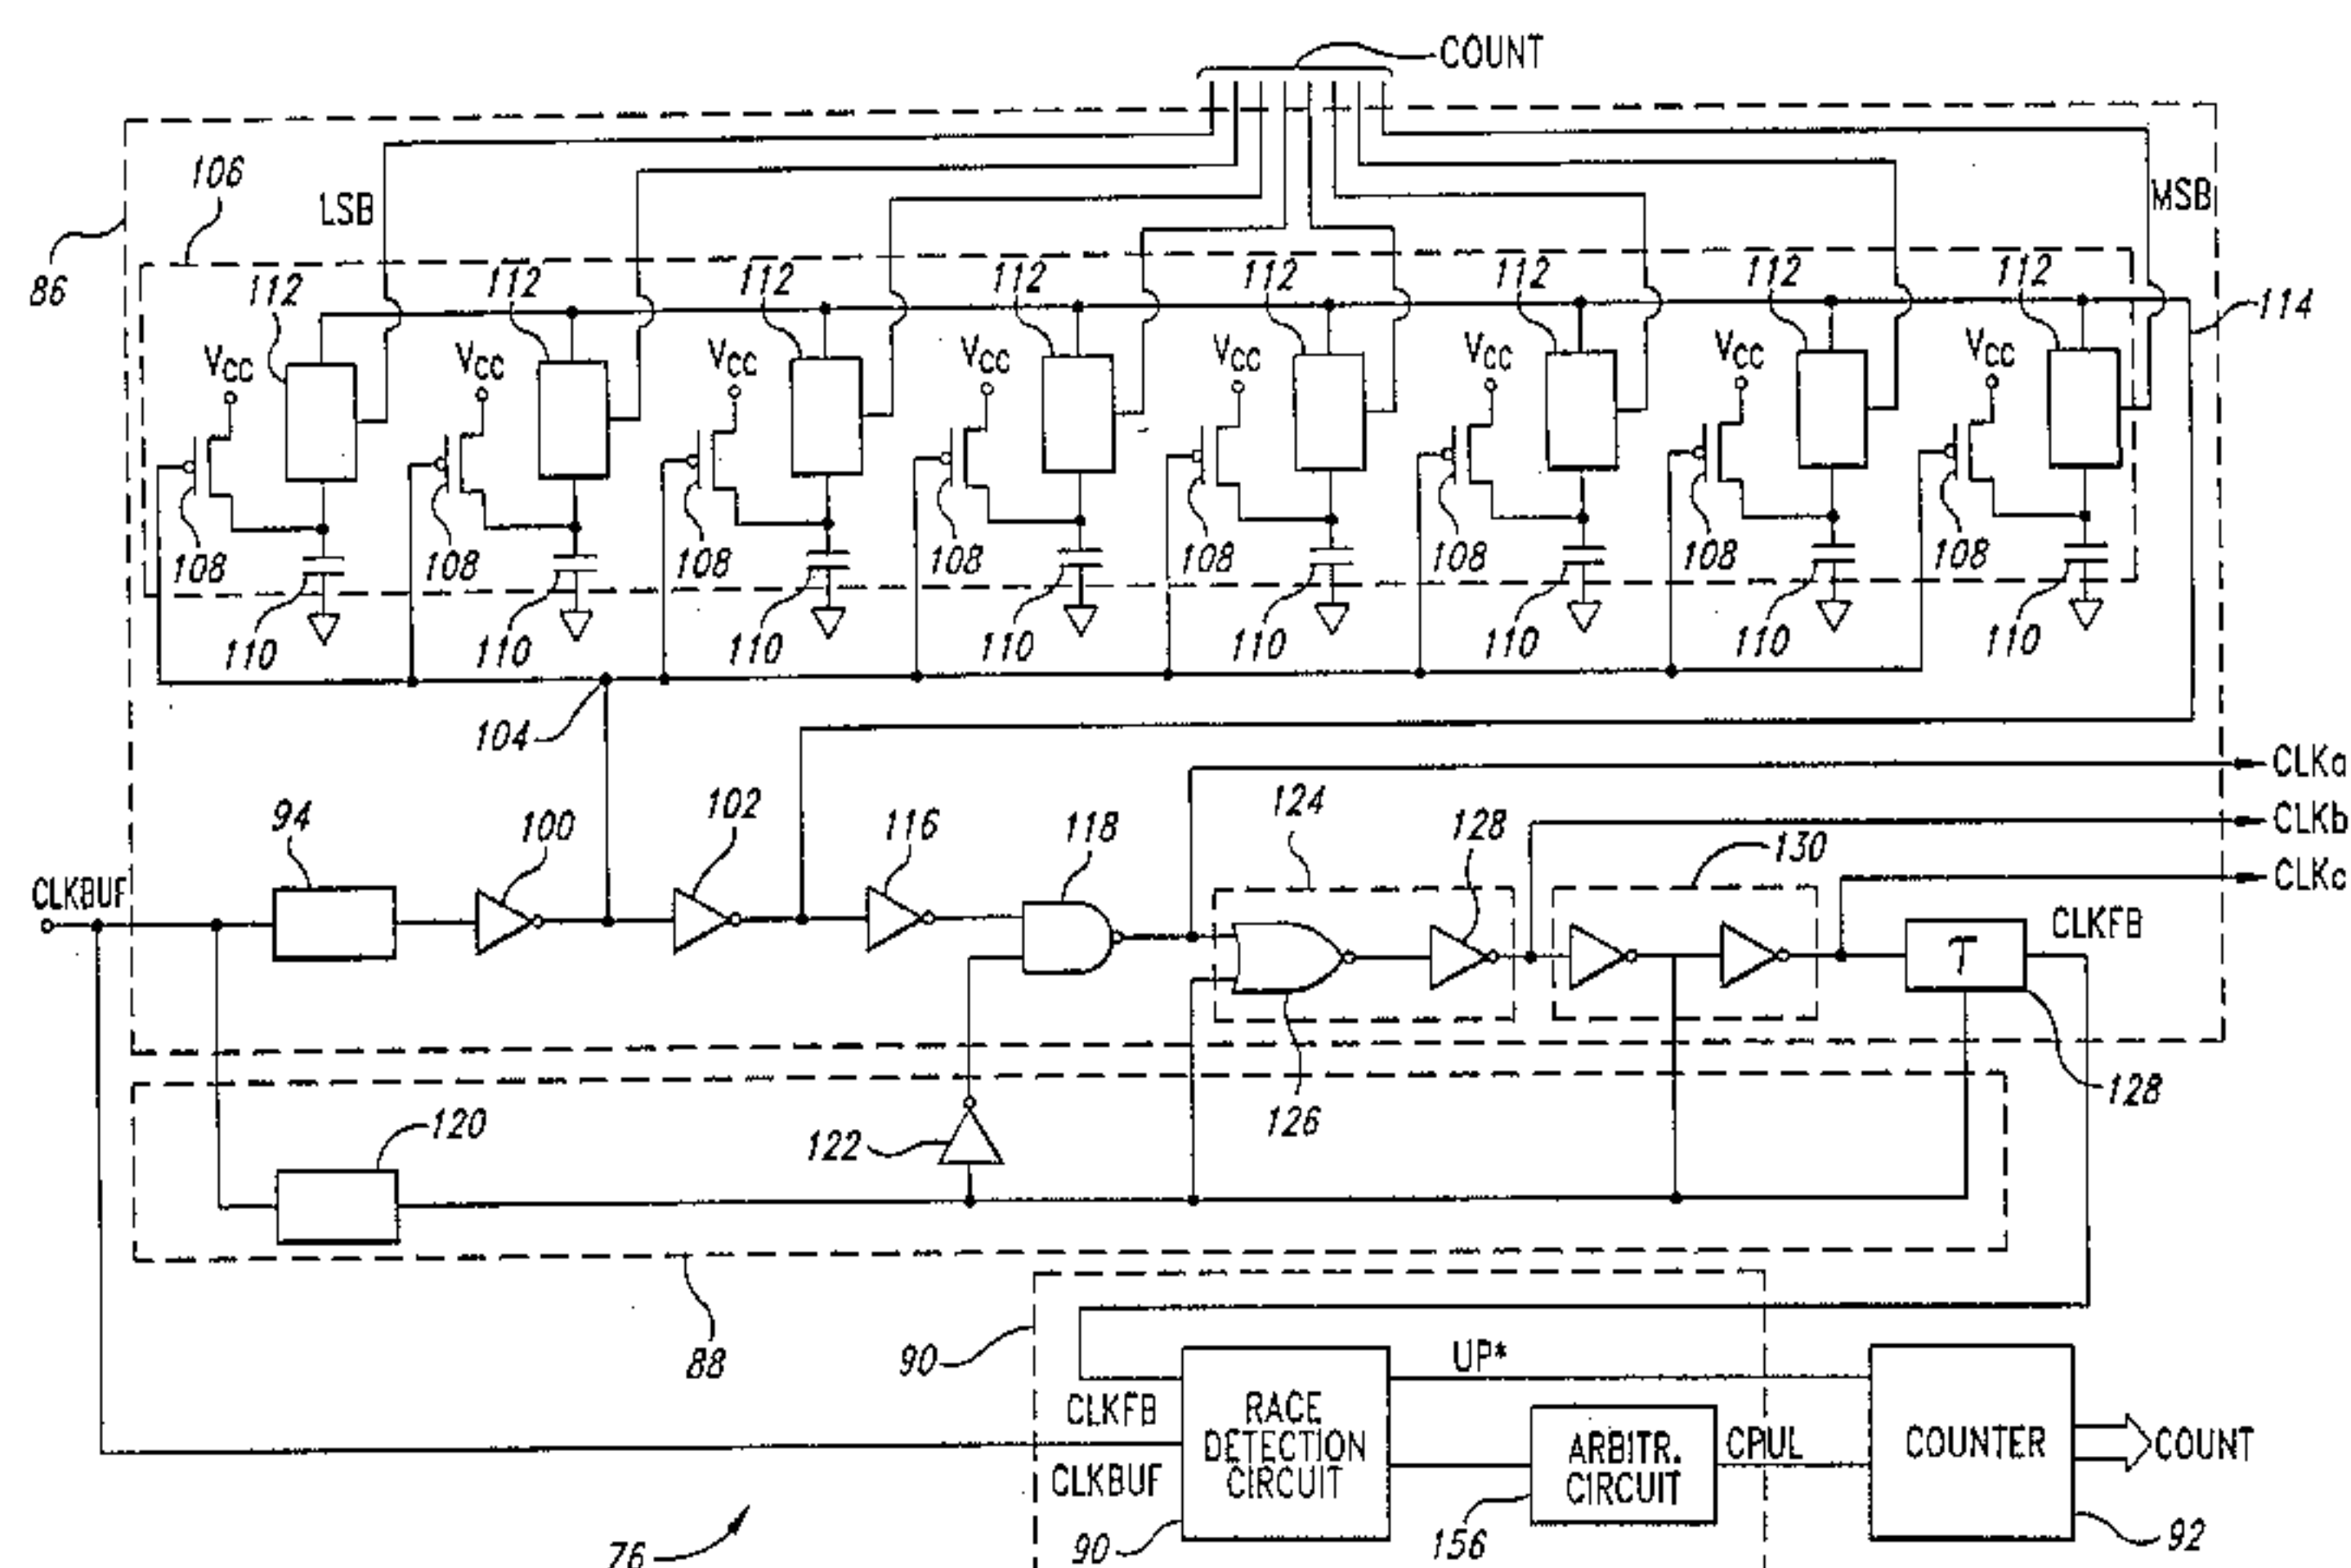 COUNT
106
LSB
MSB
86
112 112 112 112 112 112 112 112
114
VCC VCC VCC VCC VCC VCC VCC VCC
108 108 108 108 108 108 108 108
110 110 110 110 110 110 110 110
104
CLKa
94 100 102 116 118 124 128 130
CLKb
CLKc
CLKBUF
CLKFB
T
120
122
126
128
88
90
UP*
CLKFB
RACE
DETECTION
CIRCUIT
ARBITR.
CIRCUIT
CPUL
COUNTER
COUNT
CLKBUF
76
90
156
92